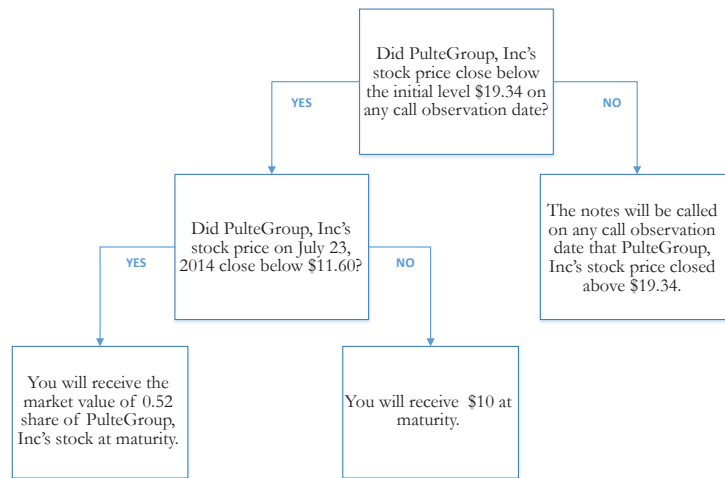 Did PulteGroup, Inc's
stock price close below
the initial level $19.34 on
any call observation date?
YES
NO
Did PulteGroup, Inc's
stock price on July 23,
2014 close below $11.60?
The notes will be called
on any call observation
date that PulteGroup,
Inc's stock price closed
above $19.34.
YES
NO
You will receive the
market value of 0.52
share of PulteGroup,
Inc's stock at maturity.
You will receive $10 at
maturity.